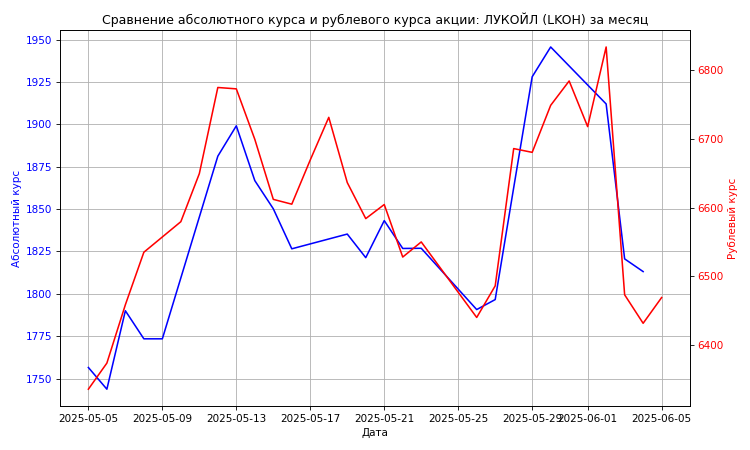 Сравнение абсолютного курса и рублевого курса акции: ЛУКОЙЛ (LKOH) за месяц
1950
1925
1900
1875
1850
1825
1800
1775
1750
Абсолютный курс
6800
6700
6600
6500
6400
Рублевый курс
2025-05-05 2025-05-09 2025-05-13 2025-05-17 2025-05-21 2025-05-25 2025-05-29 2025-06-01 2025-06-05
Дата